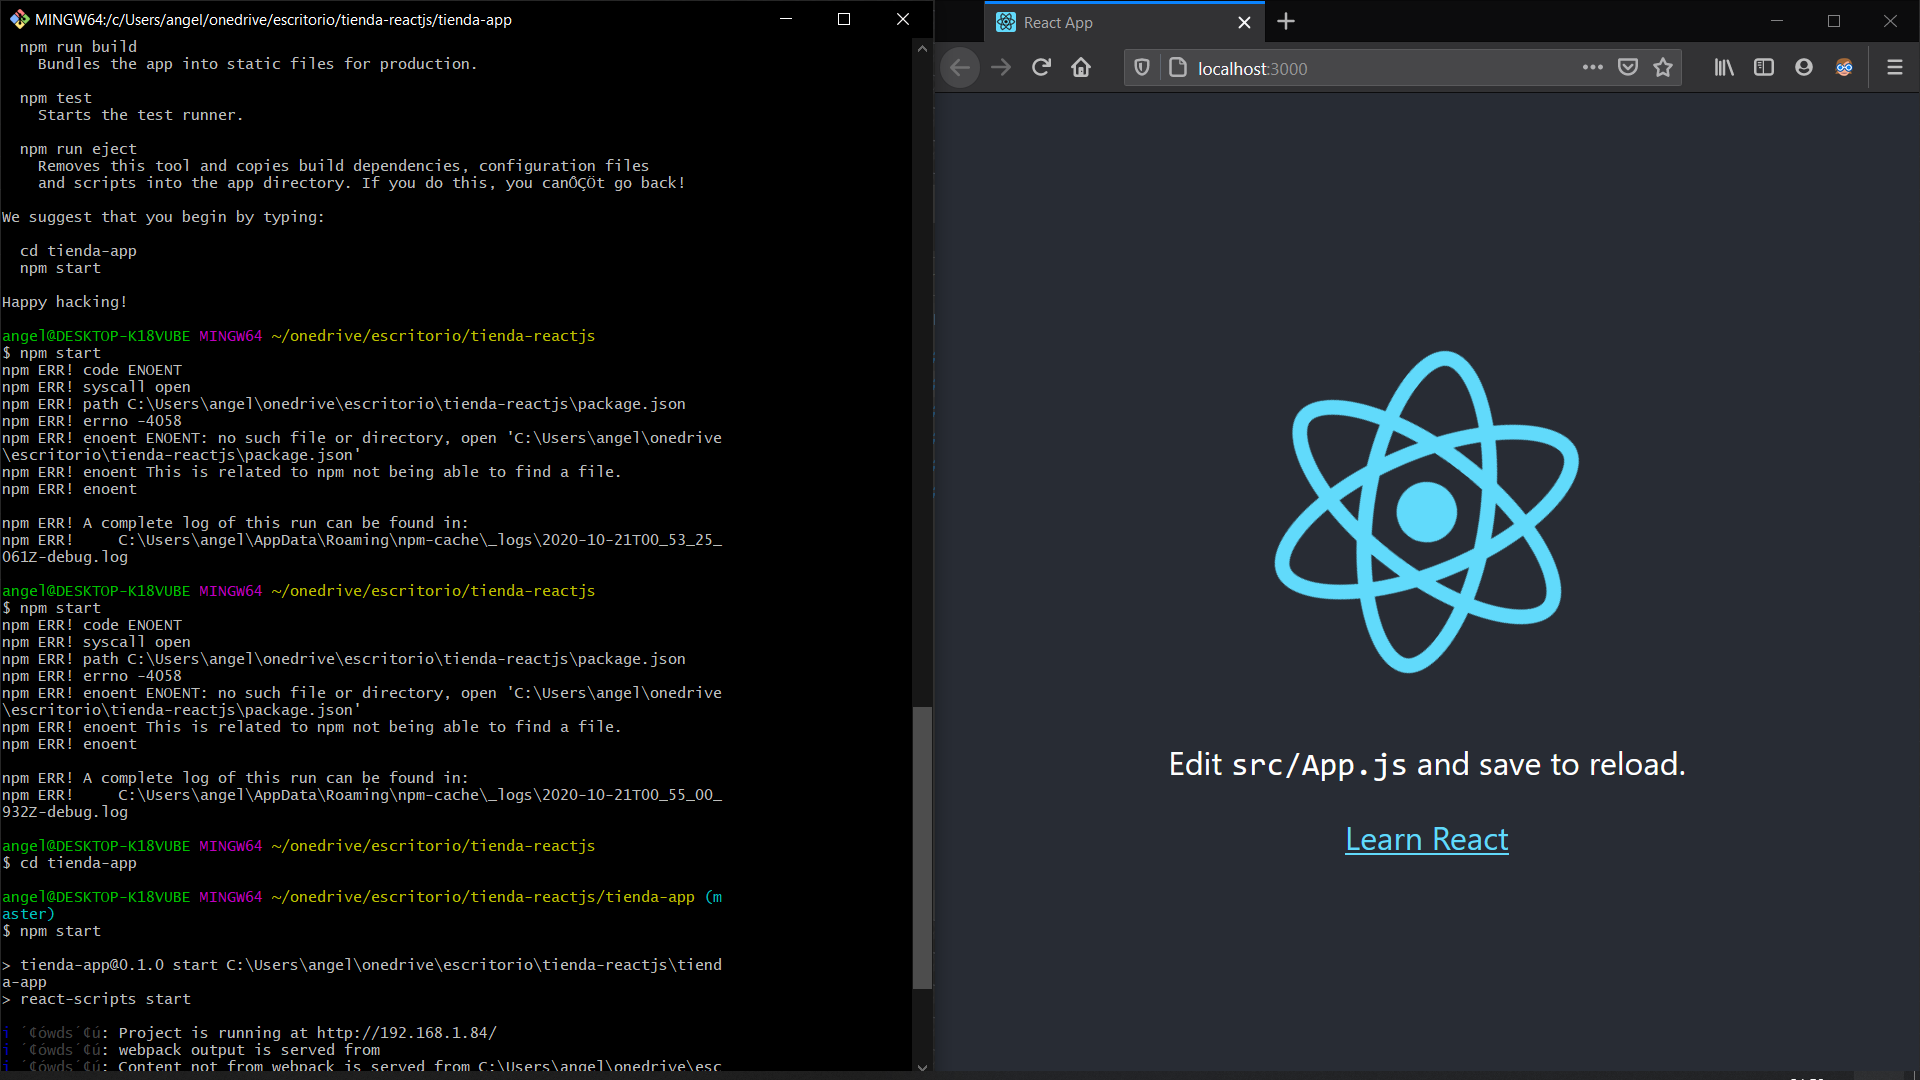 MINGW64:/c/Users/angel/onedrive/escritorio/tienda-reactjs/tienda-app
npm run build
Bundles the app into static files for production.
npm test
Starts the test runner.
npm run eject
Removes this tool and copies build dependencies, configuration files
and scripts into the app directory. If you do this, you canÔÇÖt go back!
We suggest that you begin by typing:
cd tienda-app
npm start
Happy hacking!
angel@DESKTOP-K18VUBE MINGW64 ~/onedrive/escritorio/tienda-reactjs
$ npm start
npm ERR! code ENOENT
npm ERR! syscall open
npm ERR! path C:\Users\angel\onedrive\escritorio\tienda-reactjs\package.json
npm ERR! errno -4058
npm ERR! enoent ENOENT: no such file or directory, open 'C:\Users\angel\onedrive
\escritorio\tienda-reactjs\package.json'
npm ERR! enoent This is related to npm not being able to find a file.
npm ERR! enoent
npm ERR! A complete log of this run can be found in:
npm ERR!     C:\Users\angel\AppData\Roaming\npm-cache\_logs\2020-10-21T00_53_25_
061Z-debug.log
angel@DESKTOP-K18VUBE MINGW64 ~/onedrive/escritorio/tienda-reactjs
$ npm start
npm ERR! code ENOENT
npm ERR! syscall open
npm ERR! path C:\Users\angel\onedrive\escritorio\tienda-reactjs\package.json
npm ERR! errno -4058
npm ERR! enoent ENOENT: no such file or directory, open 'C:\Users\angel\onedrive
\escritorio\tienda-reactjs\package.json'
npm ERR! enoent This is related to npm not being able to find a file.
npm ERR! enoent
npm ERR! A complete log of this run can be found in:
npm ERR!     C:\Users\angel\AppData\Roaming\npm-cache\_logs\2020-10-21T00_55_00_
932Z-debug.log
angel@DESKTOP-K18VUBE MINGW64 ~/onedrive/escritorio/tienda-reactjs
$ cd tienda-app
angel@DESKTOP-K18VUBE MINGW64 ~/onedrive/escritorio/tienda-reactjs/tienda-app (m
aster)
$ npm start
> tienda-app@0.1.0 start C:\Users\angel\onedrive\escritorio\tienda-reactjs\tiend
a-app
> react-scripts start
i ´¢ówds´¢ú: Project is running at http://192.168.1.84/
i ´¢ówds´¢ú: webpack output is served from
i ´¢ówds´¢ú: Content not from webpack is served from C:\Users\angel\onedrive\esc
React App
localhost:3000
Edit src/App.js and save to reload.
Learn React